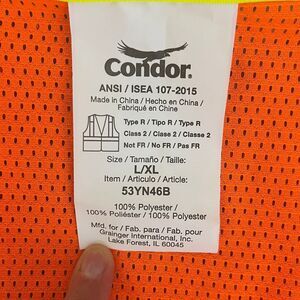 Condor.
ANSI / ISEA 107-2015
Made in China / Hecho en China /
Fabriqué en Chine
Type R / Tipo R / Type R
Class 2 / Clase 2 / Classe 2
Not FR / No FR / Pas FR
Size / Tamaño / Taille:
L/XL
Item / Artículo / Article:
53YN46B
100% Polyester /
100% Poliéster / 100% Polyester
Mfd. for / Fab. para / Fab. pour
Grainger International, Inc.
Lake Forest, IL 60045